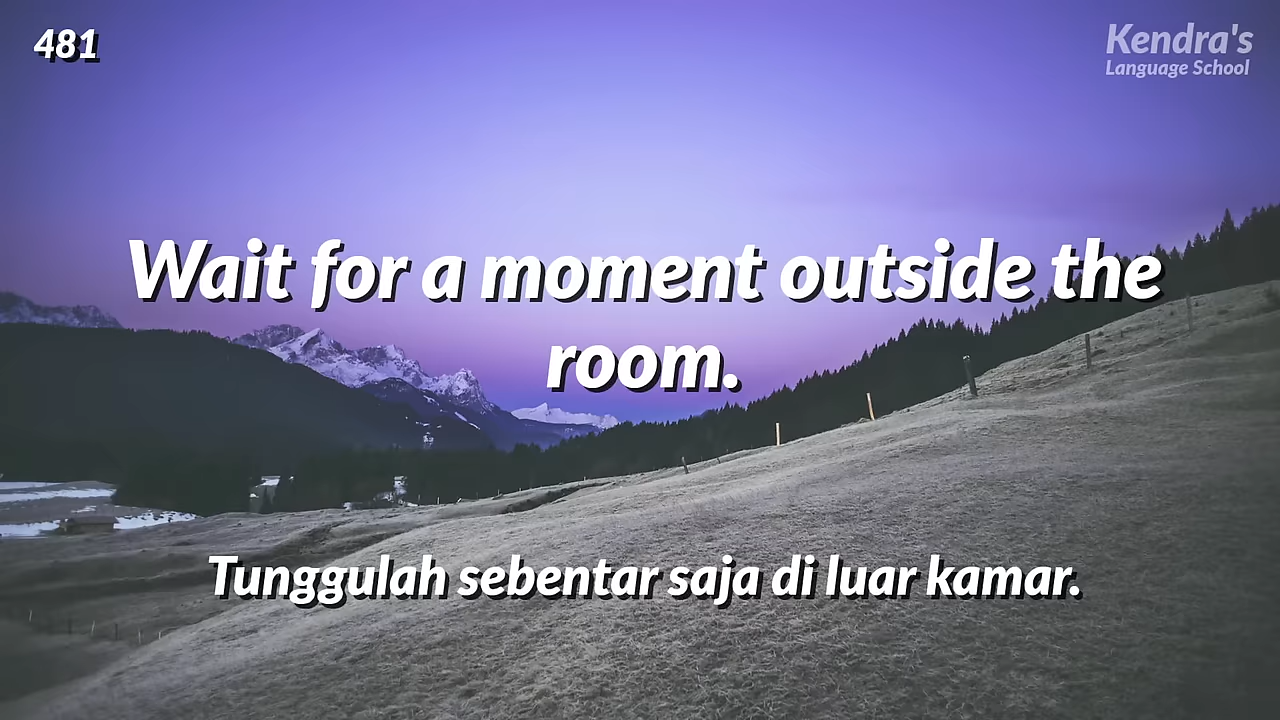 481
Kendra's
Language School
Wait for a moment outside the
room.
Tunggulah sebentar saja di luar kamar.